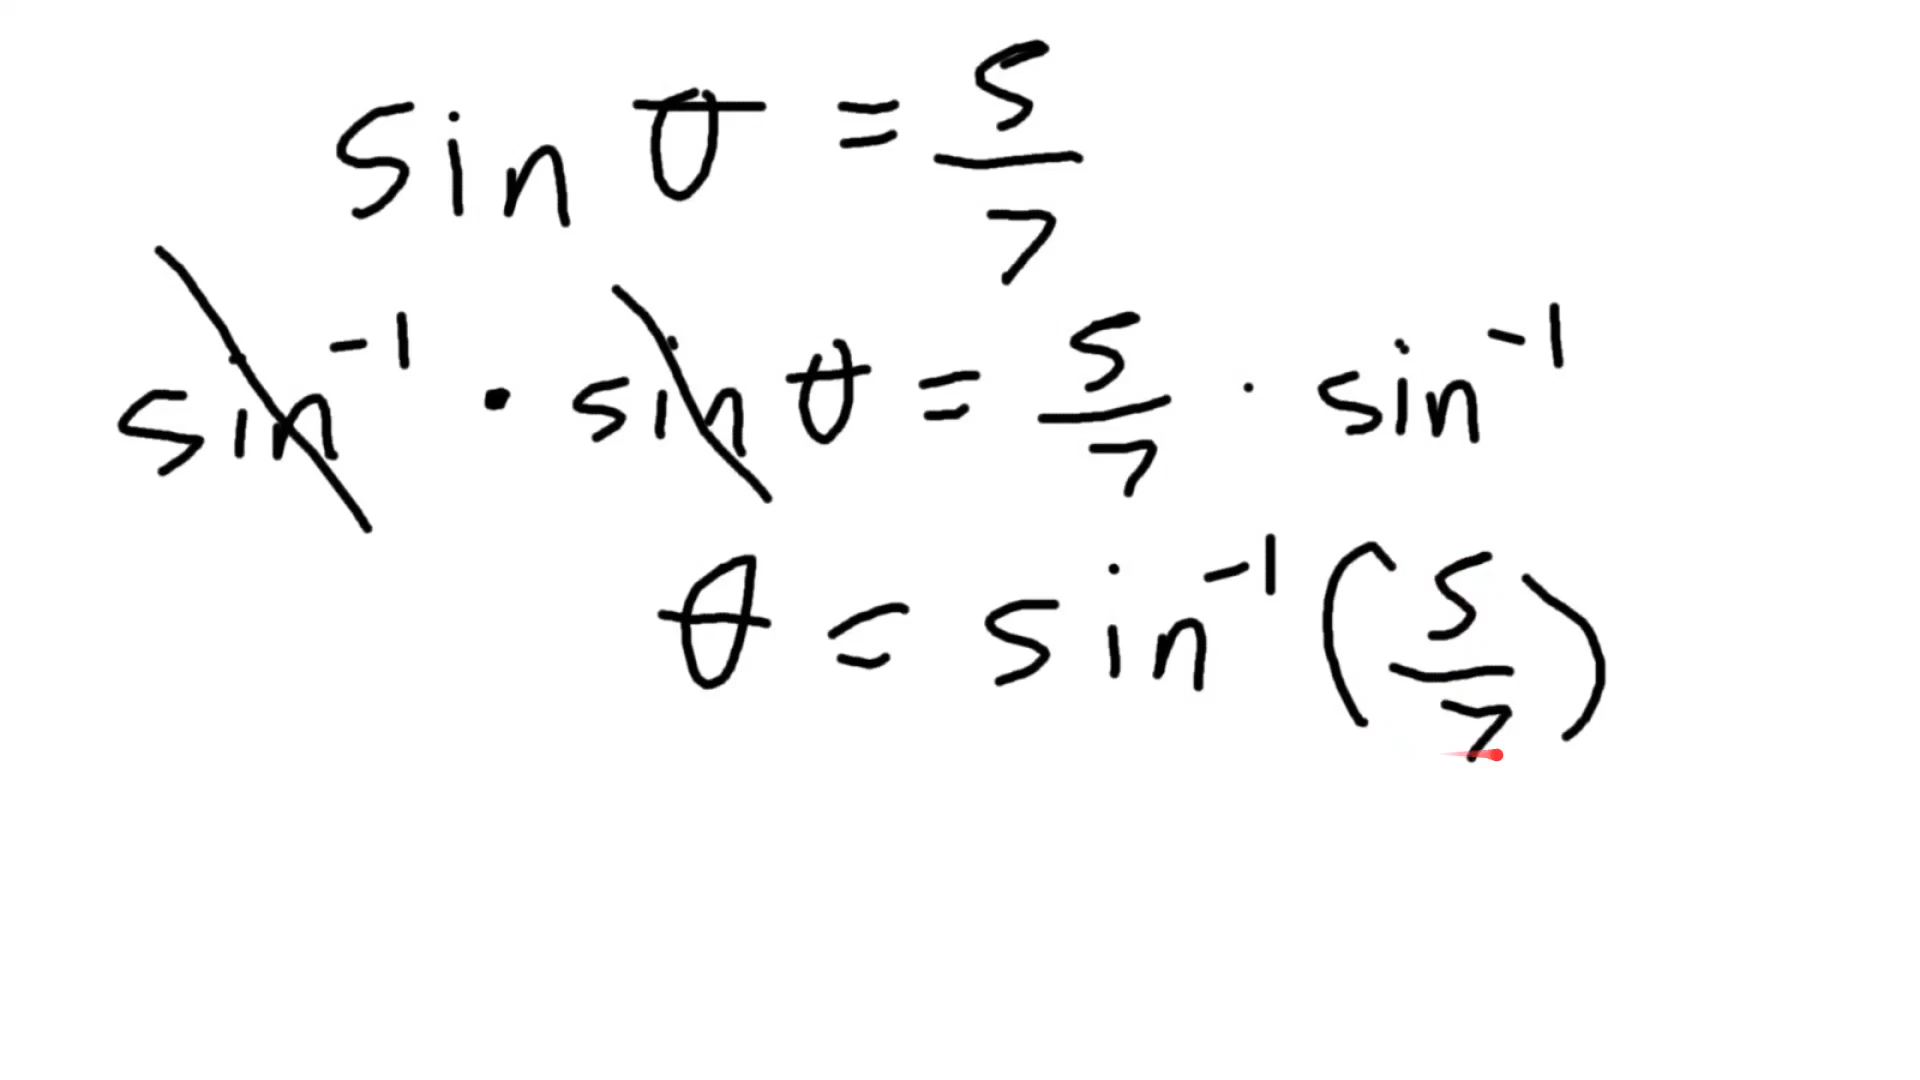 sin θ = 5/7
sin⁻¹ · sin θ = 5/7 · sin⁻¹
θ = sin⁻¹ (5/7)